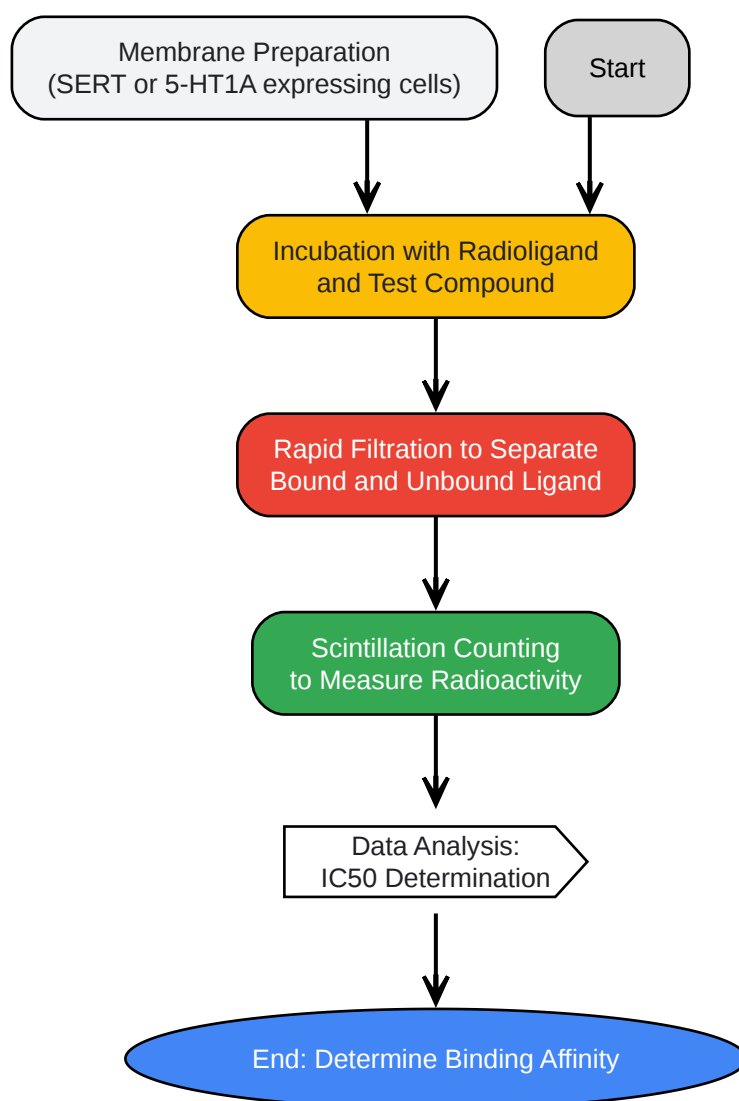 Membrane Preparation
(SERT or 5-HT1A expressing cells)
Start
Incubation with Radioligand
and Test Compound
Rapid Filtration to Separate
Bound and Unbound Ligand
Scintillation Counting
to Measure Radioactivity
Data Analysis:
IC50 Determination
End: Determine Binding Affinity